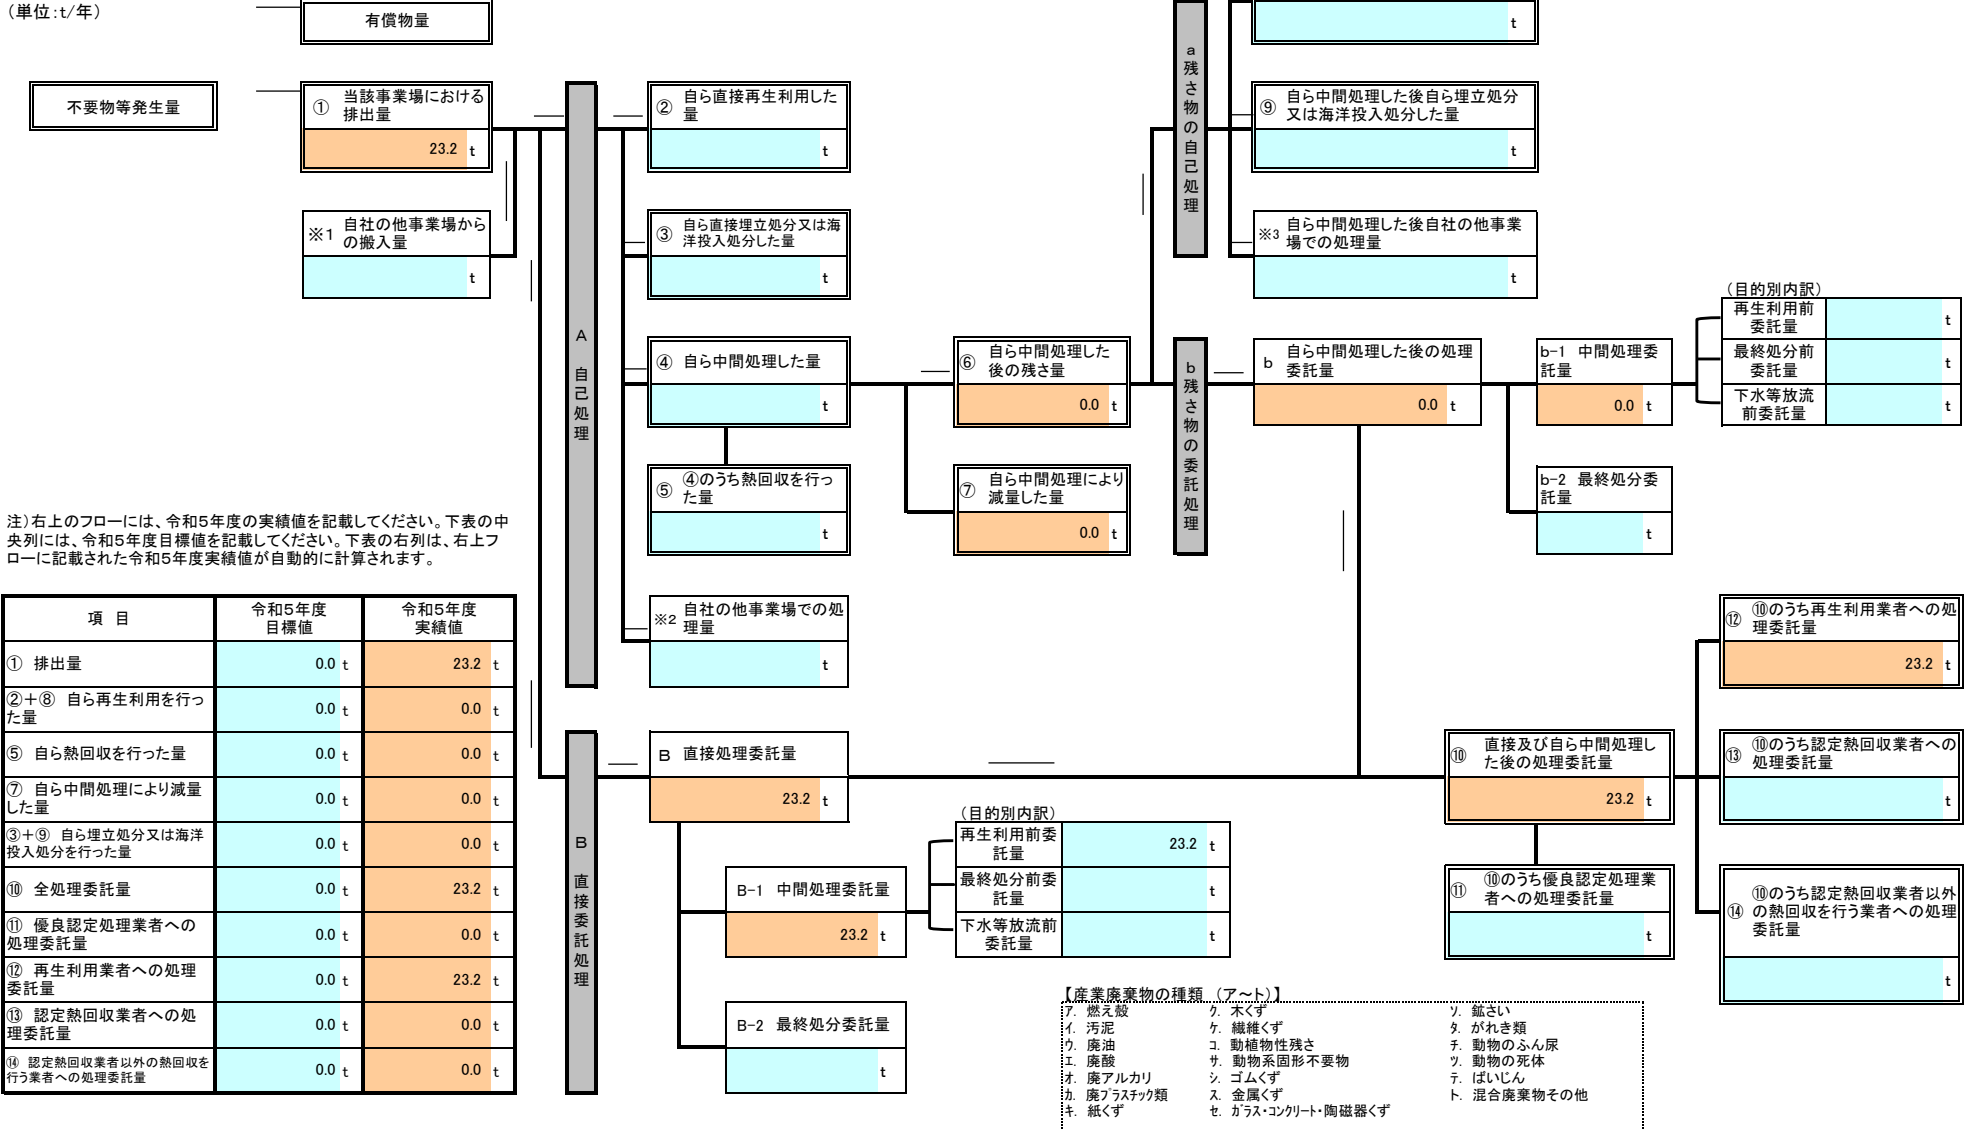 （単位：t/年）
有償物量
t
不要物等発生量
① 当該事業場における
排出量
23.2 t
※1 自社の他事業場から
の搬入量
t
A 自己処理
② 自ら直接再生利用した
量
t
③ 自ら直接埋立処分又は海
洋投入処分した量
t
④ 自ら中間処理した量
t
⑤ ④のうち熱回収を行っ
た量
t
※2 自社の他事業場での処
理量
t
⑥ 自ら中間処理した
後の残さ量
0.0 t
⑦ 自ら中間処理により
減量した量
0.0 t
a 残さ物の自己処理
⑨ 自ら中間処理した後自ら埋立処分
又は海洋投入処分した量
t
※3 自ら中間処理した後自社の他事業
場での処理量
t
b 残さ物の委託処理
b 自ら中間処理した後の処理
委託量
0.0 t
b-1 中間処理委
託量
0.0 t
b-2 最終処分委
託量
t
（目的別内訳）
再生利用前
委託量
t
最終処分前
委託量
t
下水等放流
前委託量
t
注）右上のフローには、令和5年度の実績値を記載してください。下表の中
央列には、令和5年度目標値を記載してください。下表の右列は、右上フ
ローに記載された令和5年度実績値が自動的に計算されます。
項 目 令和5年度
目標値 令和5年度
実績値
① 排出量 0.0 t 23.2 t
②＋⑧ 自ら再生利用を行っ
た量 0.0 t 0.0 t
⑤ 自ら熱回収を行った量 0.0 t 0.0 t
⑦ 自ら中間処理により減量
した量 0.0 t 0.0 t
③＋⑨ 自ら埋立処分又は海洋
投入処分を行った量 0.0 t 0.0 t
⑩ 全処理委託量 0.0 t 23.2 t
⑪ 優良認定処理業者への
処理委託量 0.0 t 0.0 t
⑫ 再生利用業者への処理
委託量 0.0 t 23.2 t
⑬ 認定熱回収業者への処
理委託量 0.0 t 0.0 t
⑭ 認定熱回収業者以外の熱回収を
行う業者への処理委託量 0.0 t 0.0 t
B 直接委託処理
B 直接処理委託量
23.2 t
B-1 中間処理委託量
23.2 t
B-2 最終処分委託量
t
（目的別内訳）
再生利用前委
託量
23.2 t
最終処分前委
託量
t
下水等放流前
委託量
t
⑩ 直接及び自ら中間処理し
た後の処理委託量
23.2 t
⑪ ⑩のうち優良認定処理業
者への処理委託量
t
⑫ ⑩のうち再生利用業者への処
理委託量
23.2 t
⑬ ⑩のうち認定熱回収業者への
処理委託量
t
⑭ ⑩のうち認定熱回収業者以外
の熱回収を行う業者への処理
委託量
t
【産業廃棄物の種類 （ア～ト）】
ア. 燃え殻 ク. 木くず ソ. 鉱さい
イ. 汚泥 ケ. 繊維くず タ. がれき類
ウ. 廃油 コ. 動植物性残さ チ. 動物のふん尿
エ. 廃酸 サ. 動物系固形不要物 ツ. 動物の死体
オ. 廃アルカリ シ. ゴムくず テ. ばいじん
カ. 廃プラスチック類 ス. 金属くず ト. 混合廃棄物その他
キ. 紙くず セ. ガラス・コンクリート・陶磁器くず